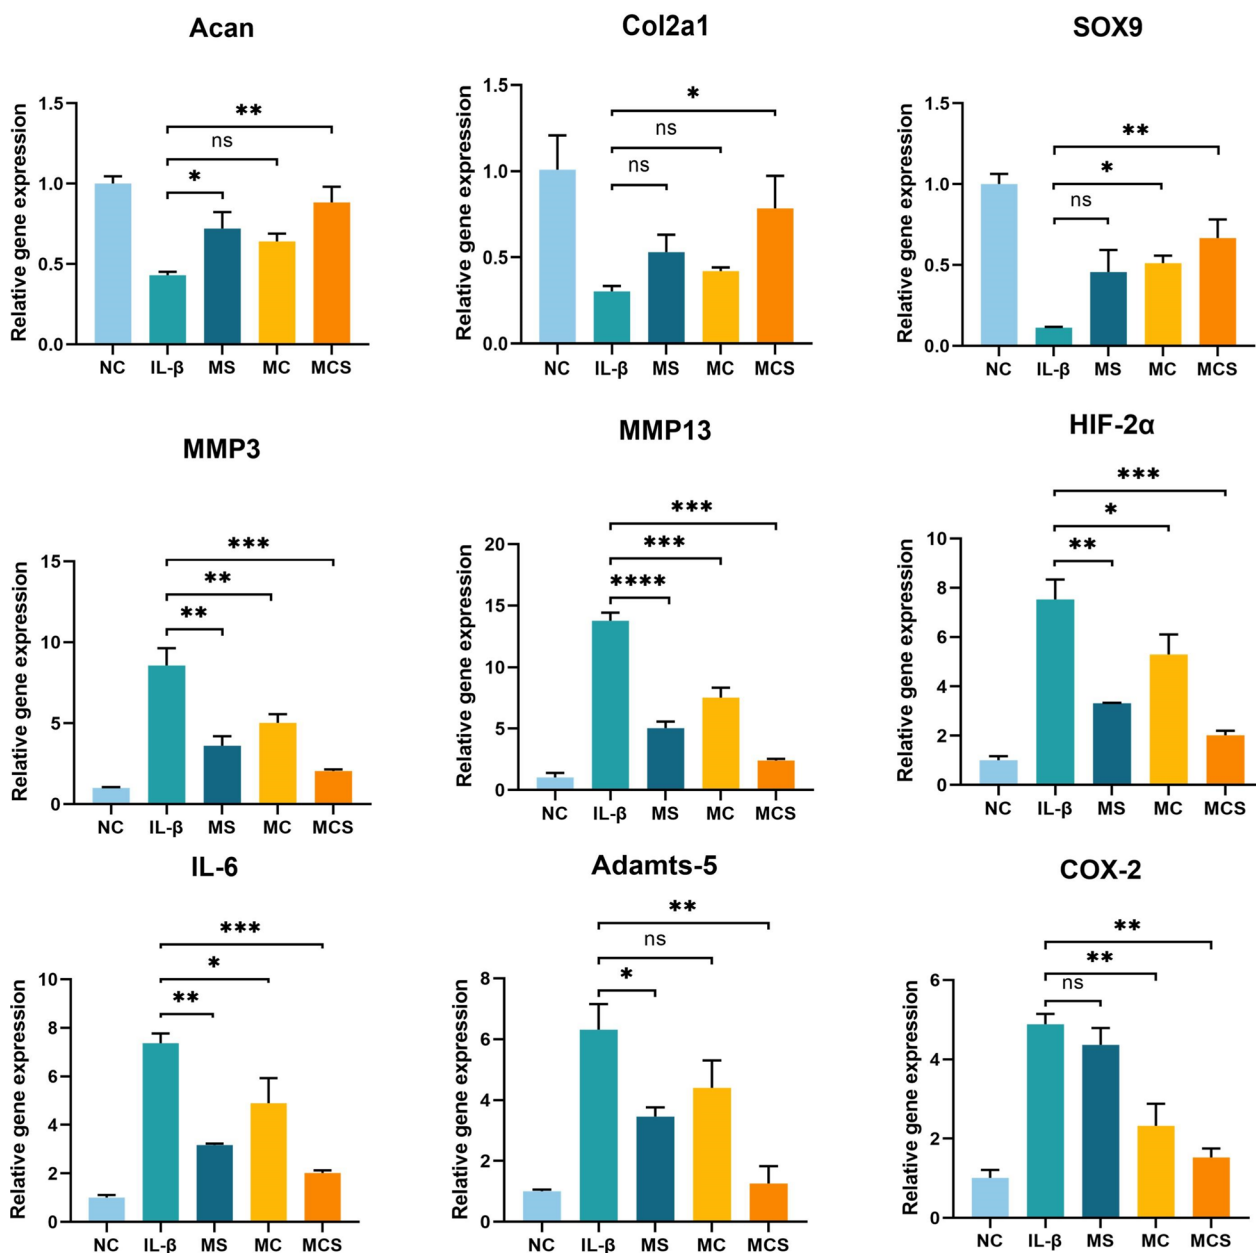 Acan
Col2a1
SOX9
Relative gene expression
1.5
1.0
0.5
0.0
**
ns
*
NC IL-β MS MC MCS
Relative gene expression
1.5
1.0
0.5
0.0
*
ns
ns
NC IL-β MS MC MCS
Relative gene expression
1.5
1.0
0.5
0.0
**
*
ns
NC IL-β MS MC MCS
MMP3
MMP13
HIF-2α
Relative gene expression
15
10
5
0
***
**
**
NC IL-β MS MC MCS
Relative gene expression
20
15
10
5
0
***
***
****
NC IL-β MS MC MCS
Relative gene expression
10
8
6
4
2
0
***
*
**
NC IL-β MS MC MCS
IL-6
Adamts-5
COX-2
Relative gene expression
10
8
6
4
2
0
***
*
**
NC IL-β MS MC MCS
Relative gene expression
8
6
4
2
0
**
ns
*
NC IL-β MS MC MCS
Relative gene expression
6
4
2
0
**
**
ns
NC IL-β MS MC MCS